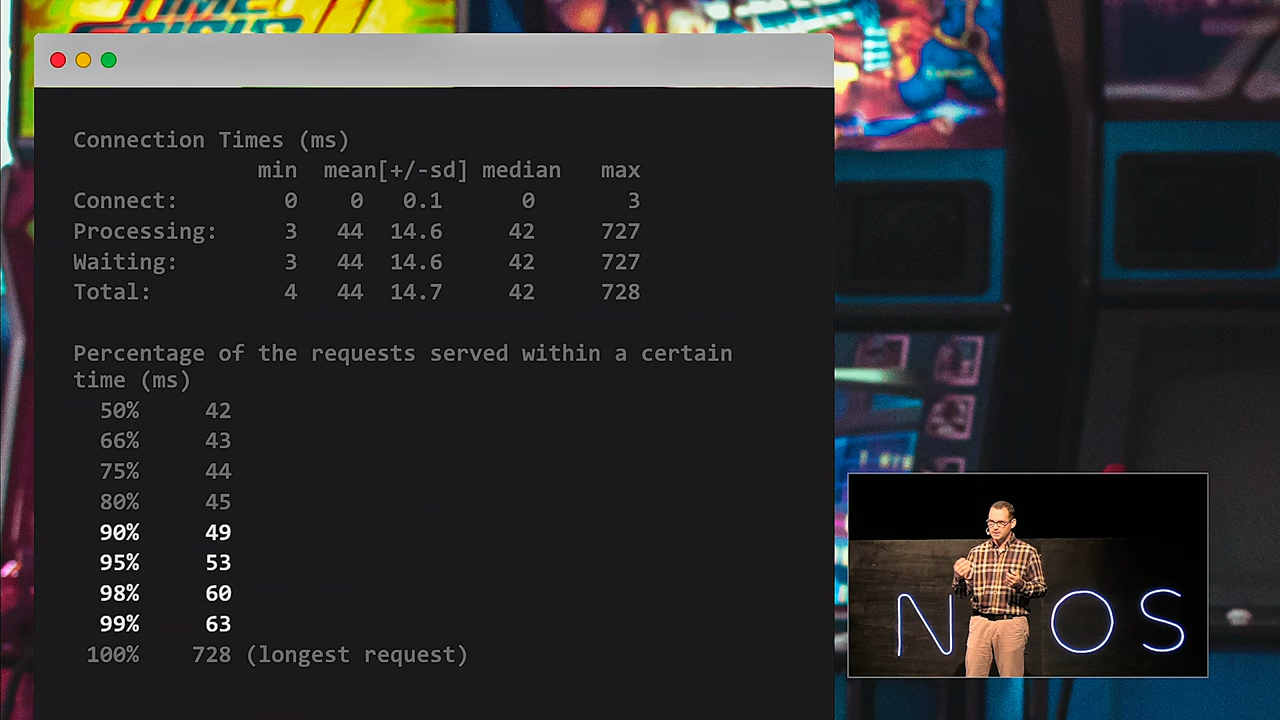 Connection Times (ms)
min mean[+/-sd] median max
Connect: 0 0 0.1 0 3
Processing: 3 44 14.6 42 727
Waiting: 3 44 14.6 42 727
Total: 4 44 14.7 42 728
Percentage of the requests served within a certain
time (ms)
50% 42
66% 43
75% 44
80% 45
90% 49
95% 53
98% 60
99% 63
100% 728 (longest request)
N OS